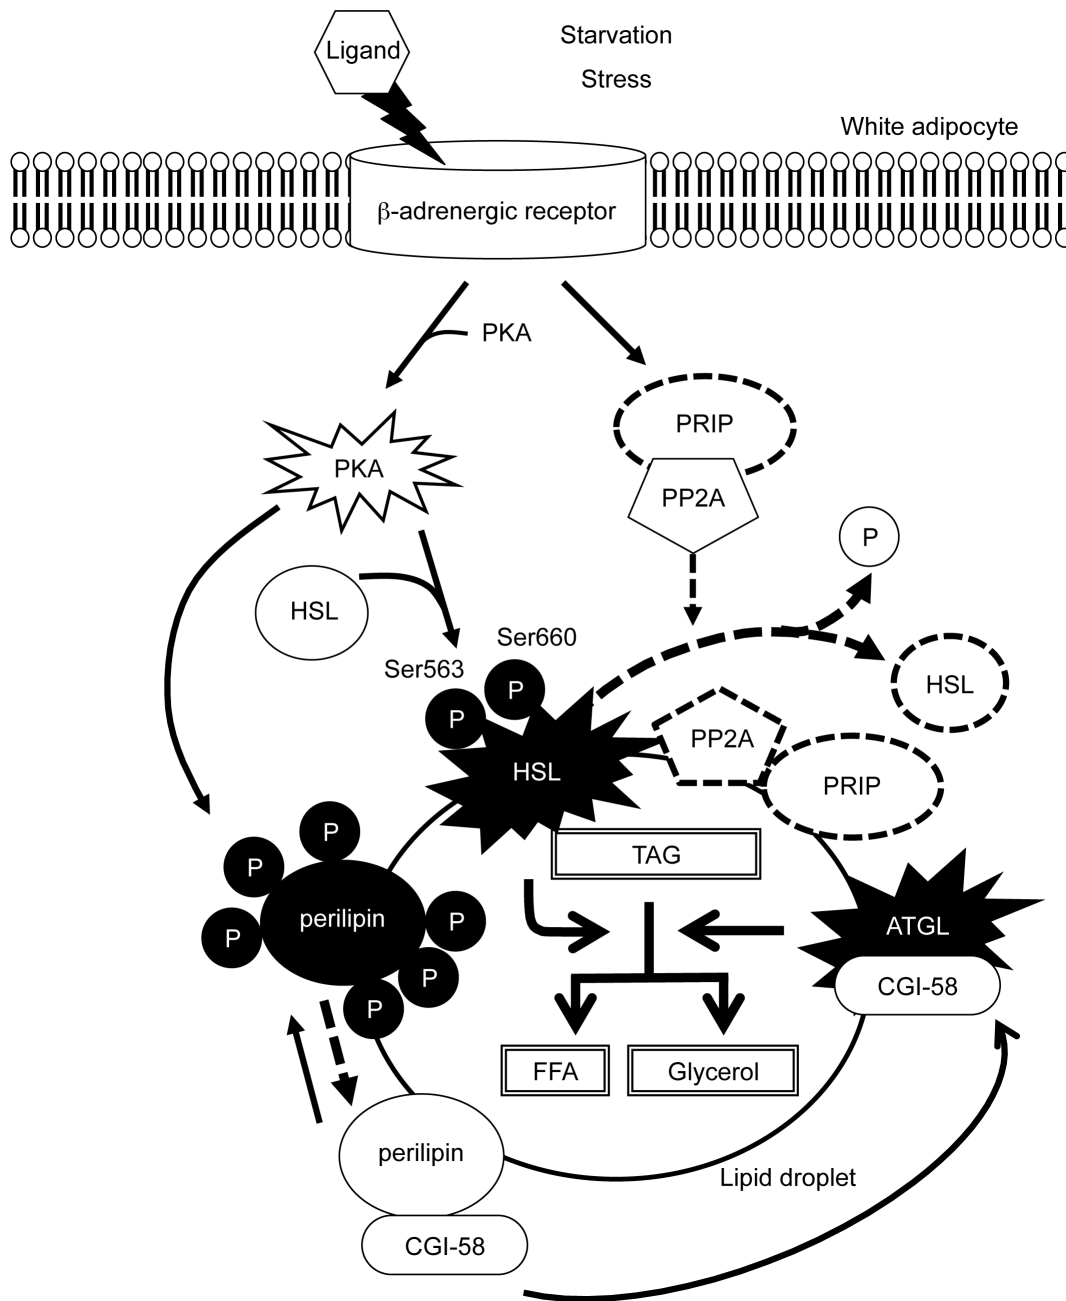 Ligand
Starvation
Stress
White adipocyte
β-adrenergic receptor
PKA
PRIP
PKA
PP2A
P
HSL
Ser660
Ser563
P
P
HSL
PP2A
HSL
PRIP
P
TAG
P
perilipin
P
P
ATGL
P
CGI-58
P
FFA
Glycerol
perilipin
Lipid droplet
CGI-58